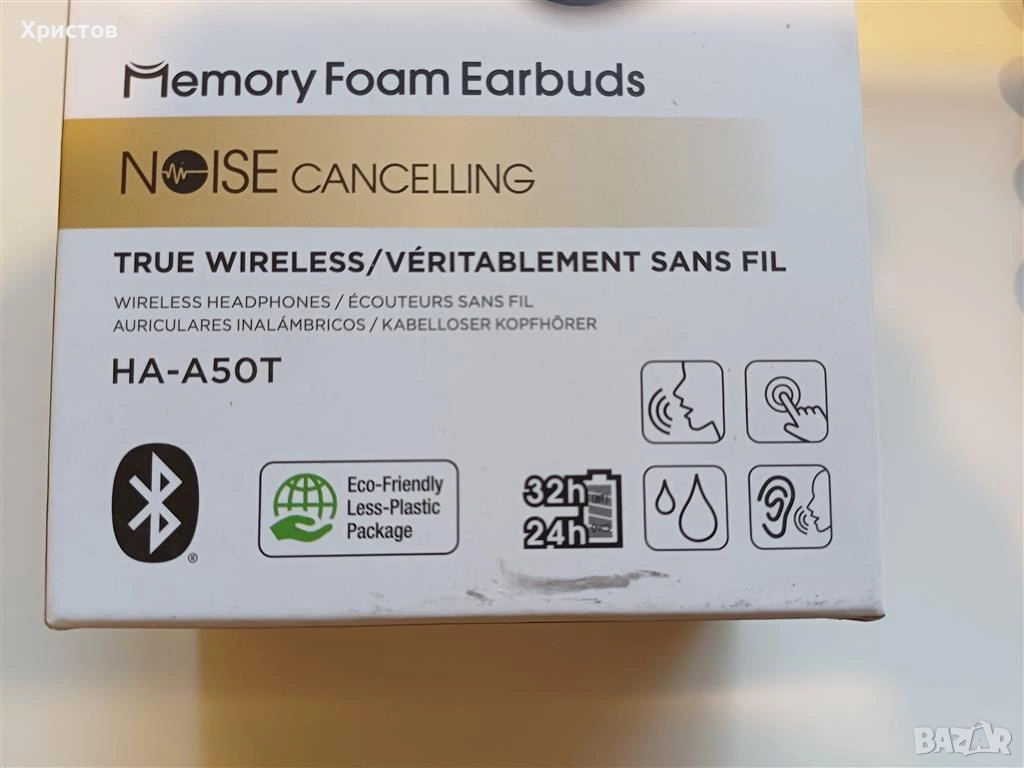 Христов
Memory Foam Earbuds
NOISE CANCELLING
TRUE WIRELESS/VÉRITABLEMENT SANS FIL
WIRELESS HEADPHONES / ÉCOUTEURS SANS FIL
AURICULARES INALÁMBRICOS / KABELLOSER KOPFHÖRER
HA-A50T
Eco-Friendly
Less-Plastic
Package
32h
24h
®
BAZAR